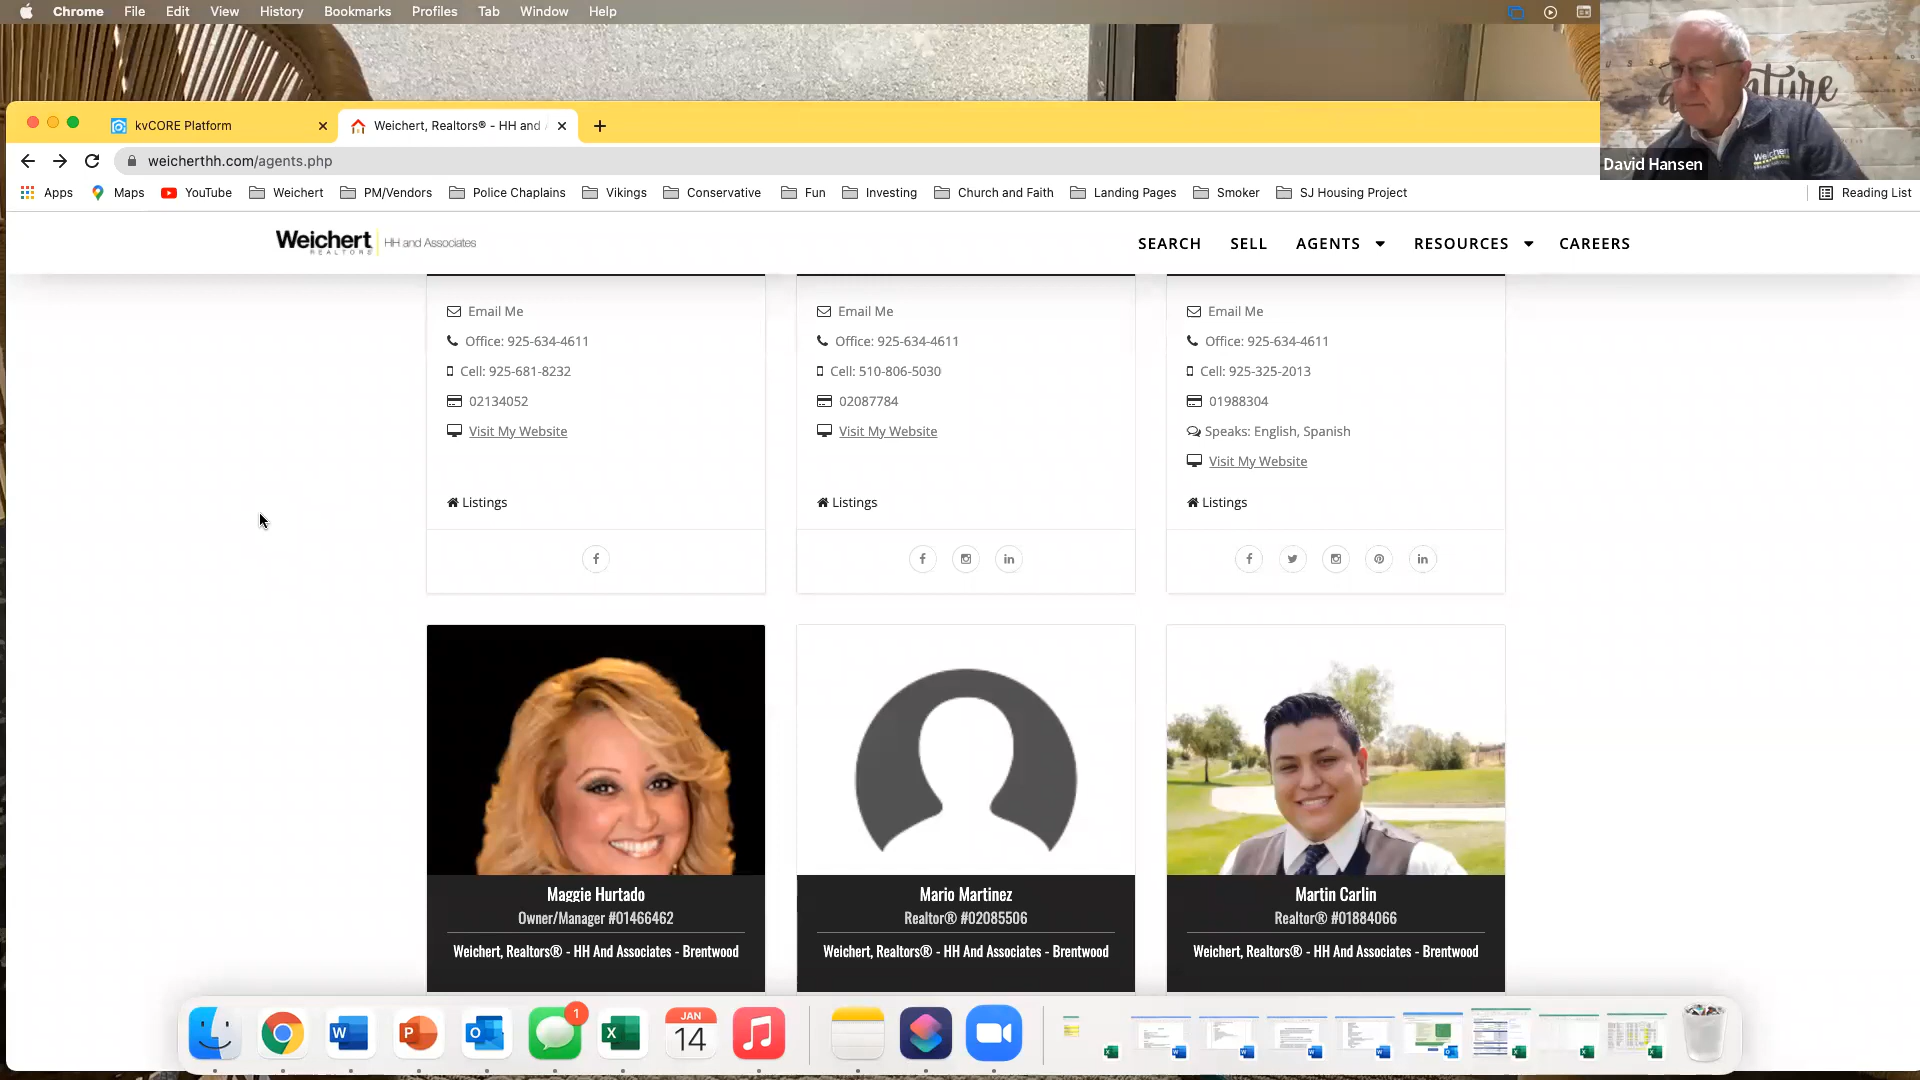 Chrome File Edit View History Bookmarks Profiles Tab Window Help
kvCORE Platform
Weichert, Realtors® - HH and
weicherthh.com/agents.php
David Hansen
Apps Maps YouTube Weichert PM/Vendors Police Chaplains Vikings Conservative Fun Investing Church and Faith Landing Pages Smoker SJ Housing Project Reading List
Weichert REALTORS HH and Associates
SEARCH SELL AGENTS RESOURCES CAREERS
Email Me
Office: 925-634-4611
Cell: 925-681-8232
02134052
Visit My Website
Listings
Email Me
Office: 925-634-4611
Cell: 510-806-5030
02087784
Visit My Website
Listings
Email Me
Office: 925-634-4611
Cell: 925-325-2013
01988304
Speaks: English, Spanish
Visit My Website
Listings
Maggie Hurtado
Owner/Manager #01466462
Weichert, Realtors® - HH And Associates - Brentwood
Mario Martinez
Realtor® #02085506
Weichert, Realtors® - HH And Associates - Brentwood
Martin Carlin
Realtor® #01884066
Weichert, Realtors® - HH And Associates - Brentwood
1
JAN
14